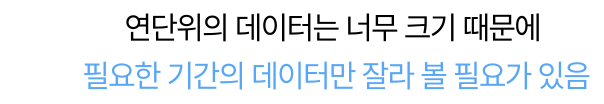 연단위의 데이터는 너무 크기 때문에
필요한 기간의 데이터만 잘라 볼 필요가 있음